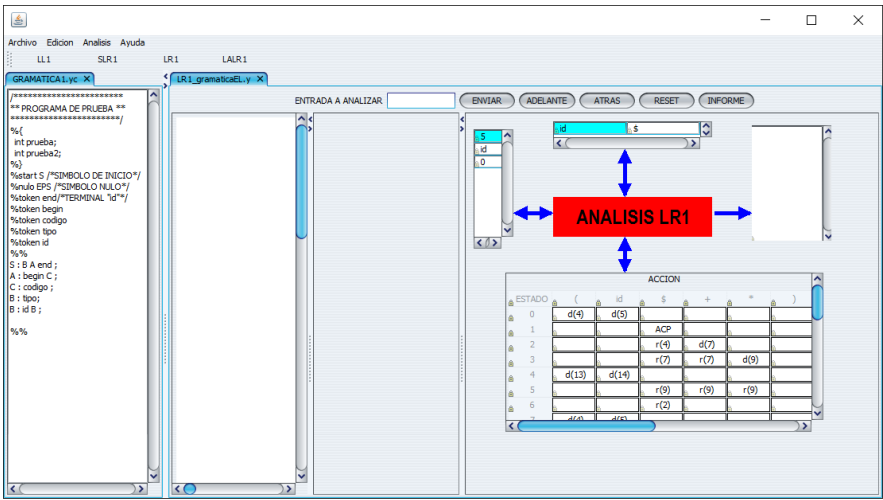 Archivo Edicion Analisis Ayuda
LL1 SLR1 LR1 LALR1
GRAMATICA1.yc
LR1_gramaticaEL.y
/************************
** PROGRAMA DE PRUEBA **
************************/
%{
int prueba;
int prueba2;
%}
%start S /*SIMBOLO DE INICIO*/
%nulo EPS /*SIMBOLO NULO*/
%token end/*TERMINAL "id"*/
%token begin
%token codigo
%token tipo
%token id
%%
S : B A end ;
A : begin C ;
C : codigo ;
B : tipo;
B : id B ;
%%
ENTRADA A ANALIZAR ENVIAR ADELANTE ATRAS RESET INFORME
5
id
0
id $
ANALISIS LR1
ACCION
ESTADO ( id $ + * )
0 d(4) d(5)
1 ACP
2 r(4) d(7)
3 r(7) r(7) d(9)
4 d(13) d(14)
5 r(9) r(9) r(9)
6 r(2)
7 d(4) d(5)